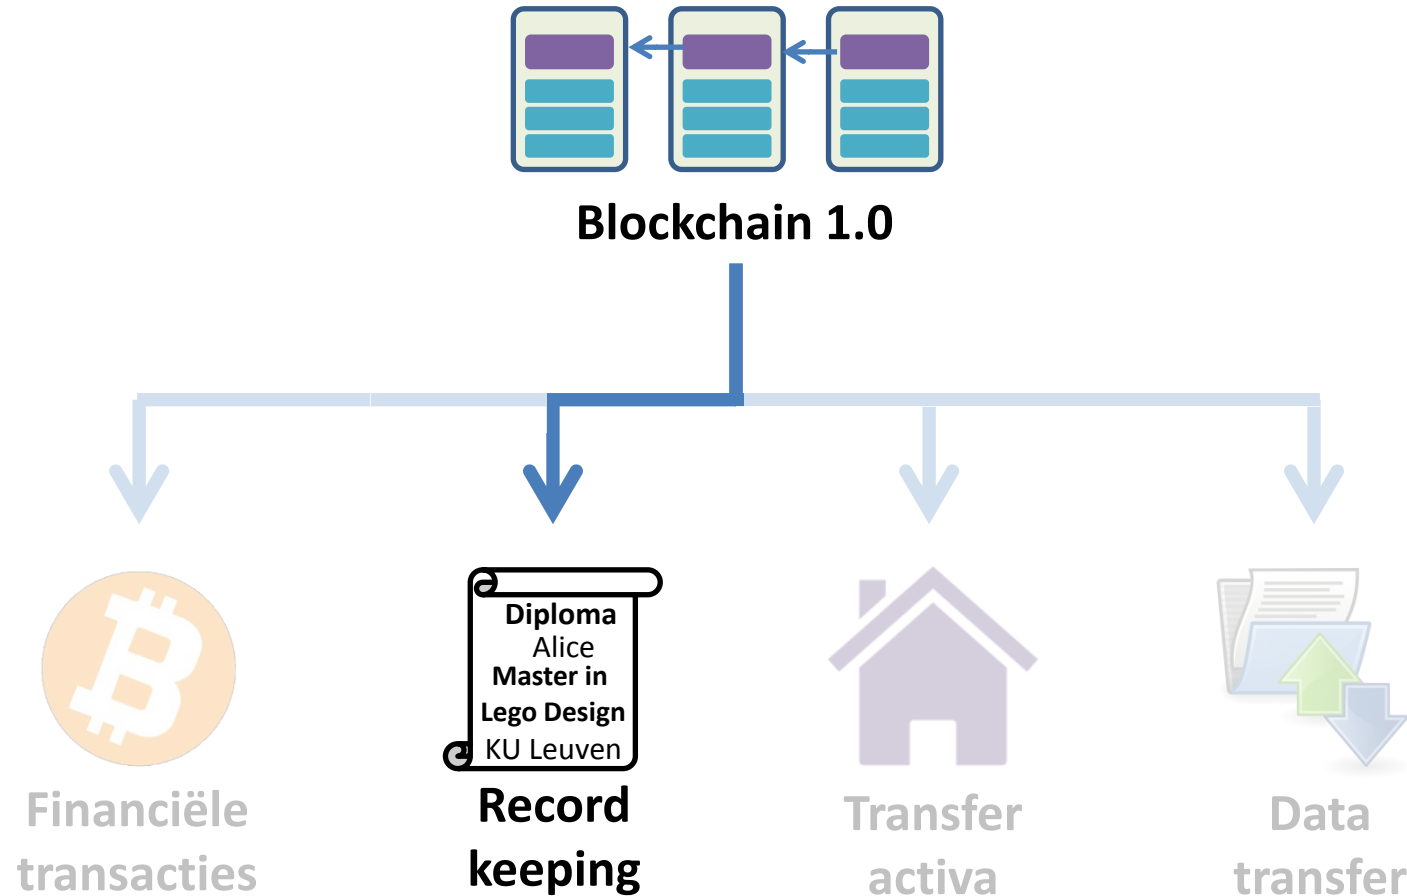 Blockchain 1.0
Diploma
Alice
Master in
Lego Design
KU Leuven
Financiële
transacties
Record
keeping
Transfer
activa
Data
transfer